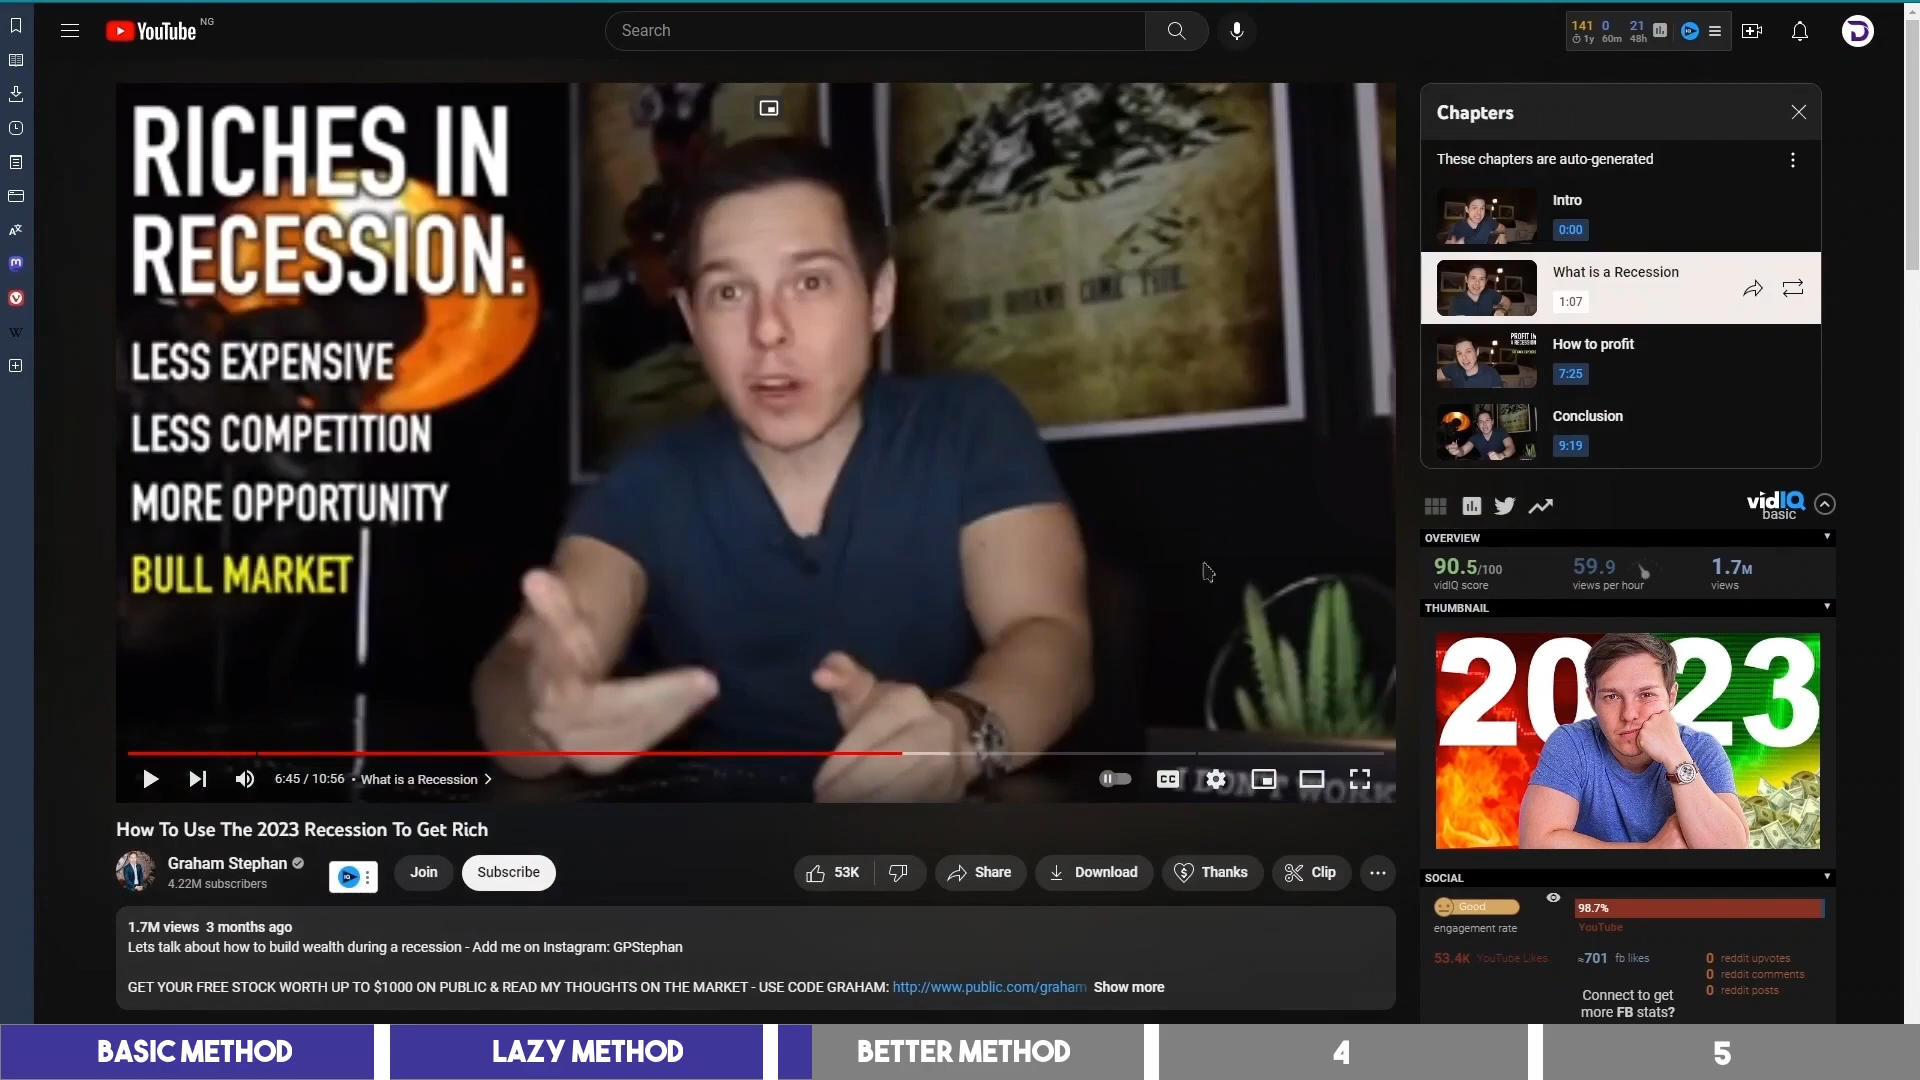 YouTube NG
Search
141 0 21
1y 60m 48h
RICHES IN
RECESSION:
LESS EXPENSIVE
LESS COMPETITION
MORE OPPORTUNITY
BULL MARKET
6:45 / 10:56 • What is a Recession
CC
Chapters
These chapters are auto-generated
Intro
0:00
What is a Recession
1:07
How to profit
7:25
Conclusion
9:19
vidIQ
basic
OVERVIEW
90.5/100 59.9 1.7M
vidIQ score views per hour views
THUMBNAIL
2023
SOCIAL
Good 98.7%
engagement rate YouTube
53.4K YouTube Likes ≈701 fb likes 0 reddit upvotes
0 reddit comments
0 reddit posts
Connect to get
more FB stats?
How To Use The 2023 Recession To Get Rich
Graham Stephan
4.22M subscribers
Join Subscribe 53K Share Download Thanks Clip
1.7M views 3 months ago
Lets talk about how to build wealth during a recession - Add me on Instagram: GPStephan
GET YOUR FREE STOCK WORTH UP TO $1000 ON PUBLIC & READ MY THOUGHTS ON THE MARKET - USE CODE GRAHAM: http://www.public.com/graham Show more
BASIC METHOD LAZY METHOD BETTER METHOD 4 5